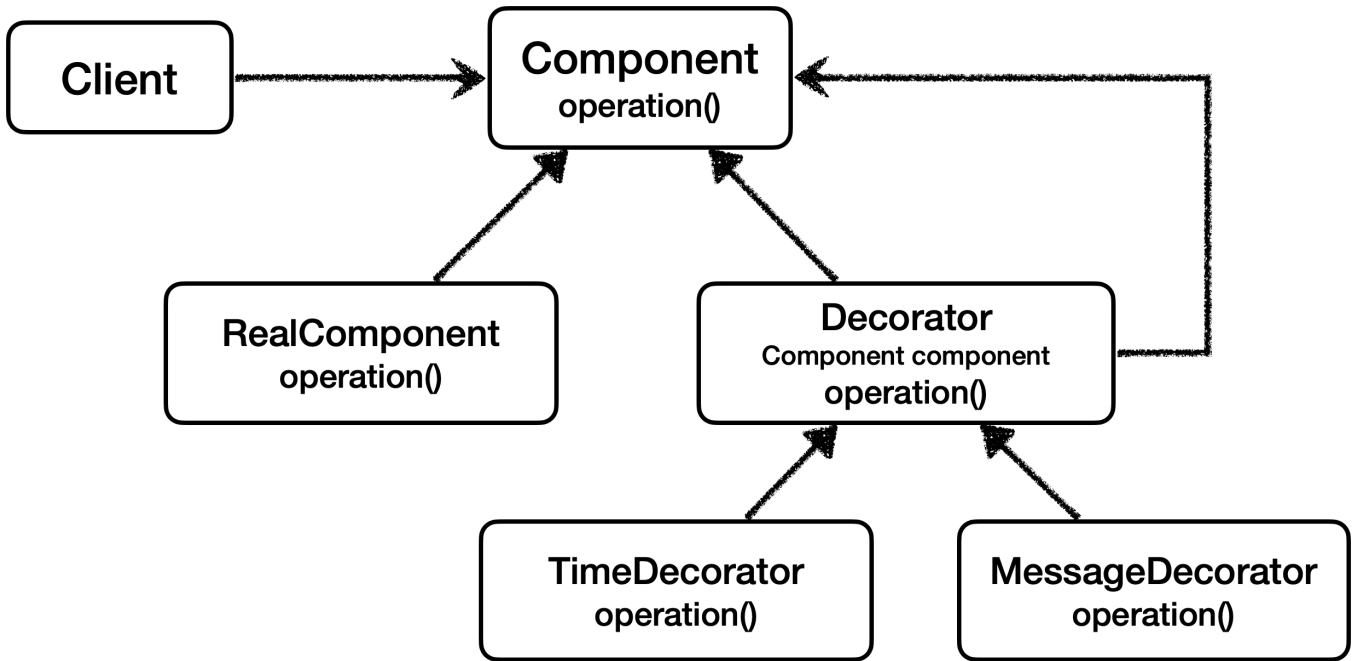 Client
Component
operation()
RealComponent
operation()
Decorator
Component component
operation()
TimeDecorator
operation()
MessageDecorator
operation()